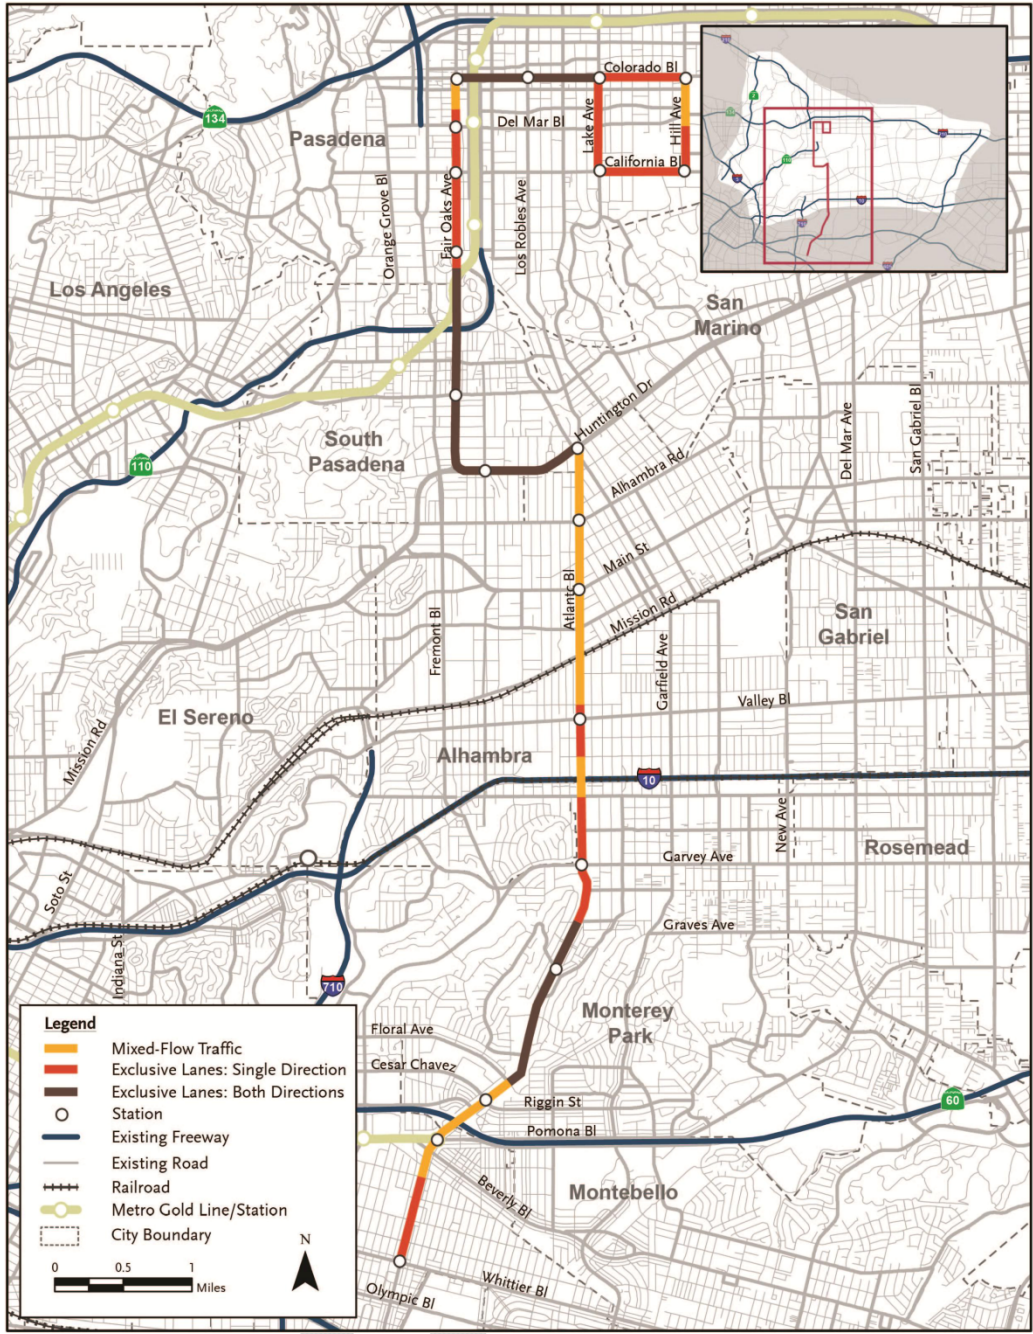 Colorado Bl
134
Pasadena
Del Mar Bl
Lake Ave
Hill Ave
California Bl
Orange Grove Bl
Fair Oaks Ave
Los Robles Ave
Los Angeles
San
Marino
Huntington Dr
South
Pasadena
110
Alhambra Rd
Del Mar Ave
San Gabriel Bl
Main St
Atlantc Bl
Mission Rd
San
Gabriel
Fremont Bl
Garfield Ave
Valley Bl
El Sereno
Mission Rd
Alhambra
10
New Ave
Garvey Ave
Rosemead
Soto St
Graves Ave
Indiana St
710
Monterey
Park
Floral Ave
Cesar Chavez
Riggin St
60
Pomona Bl
Beverly Bl
Montebello
Whittier Bl
Olympic Bl
Legend
Mixed-Flow Traffic
Exclusive Lanes: Single Direction
Exclusive Lanes: Both Directions
Station
Existing Freeway
Existing Road
Railroad
Metro Gold Line/Station
City Boundary
N
0 0.5 1
Miles